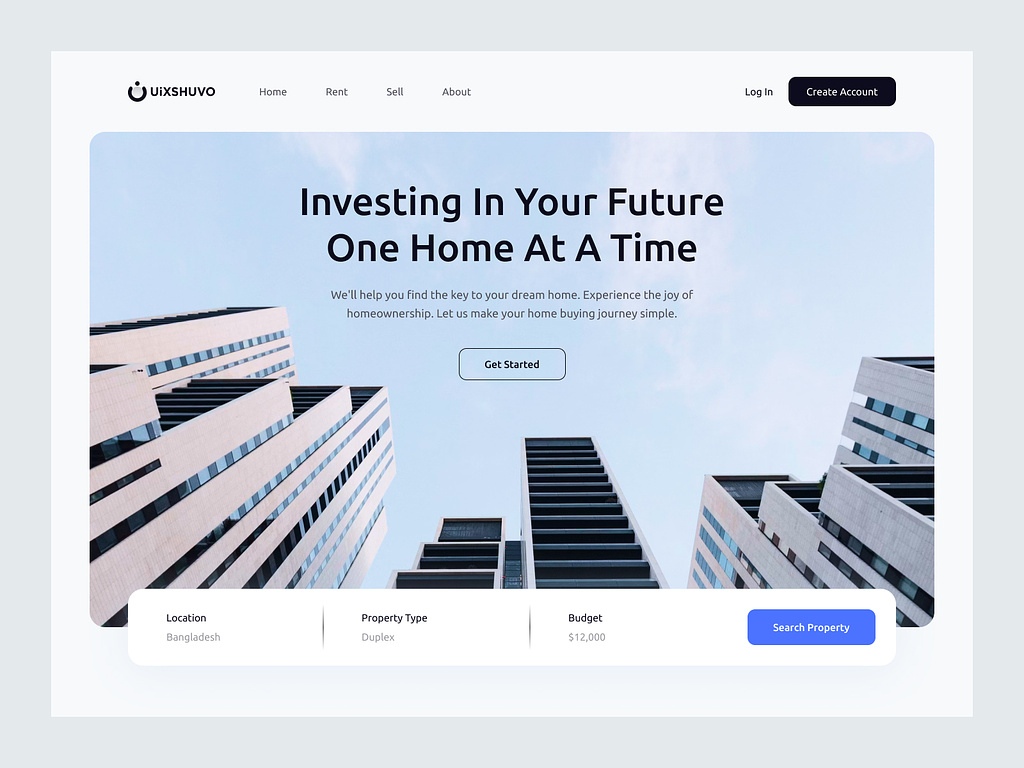 UiXSHUVO
Home Rent Sell About
Log In Create Account
Investing In Your Future
One Home At A Time
We'll help you find the key to your dream home. Experience the joy of
homeownership. Let us make your home buying journey simple.
Get Started
Location Property Type Budget
Bangladesh Duplex $12,000
Search Property